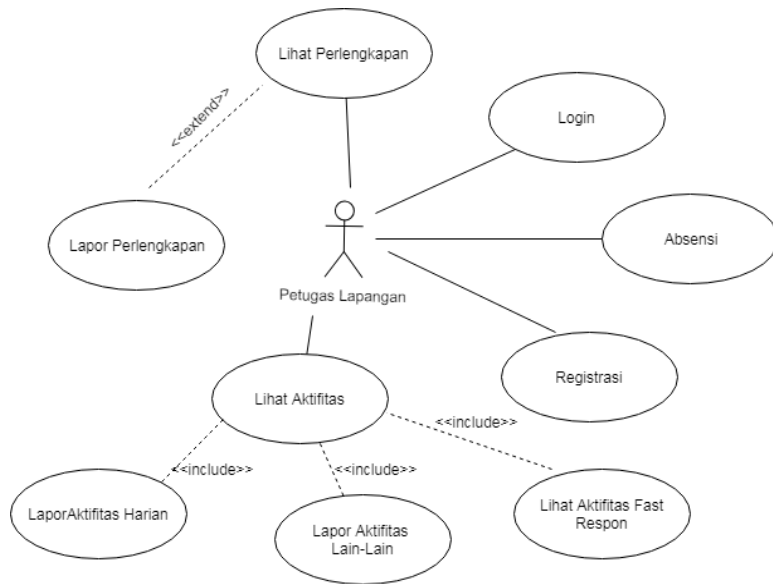 Lihat Perlengkapan
Login
<<extend>>
Lapor Perlengkapan
Absensi
Petugas Lapangan
Registrasi
Lihat Aktifitas
<<include>>
<<include>>
<<include>>
LaporAktifitas Harian
Lapor Aktifitas
Lain-Lain
Lihat Aktifitas Fast
Respon